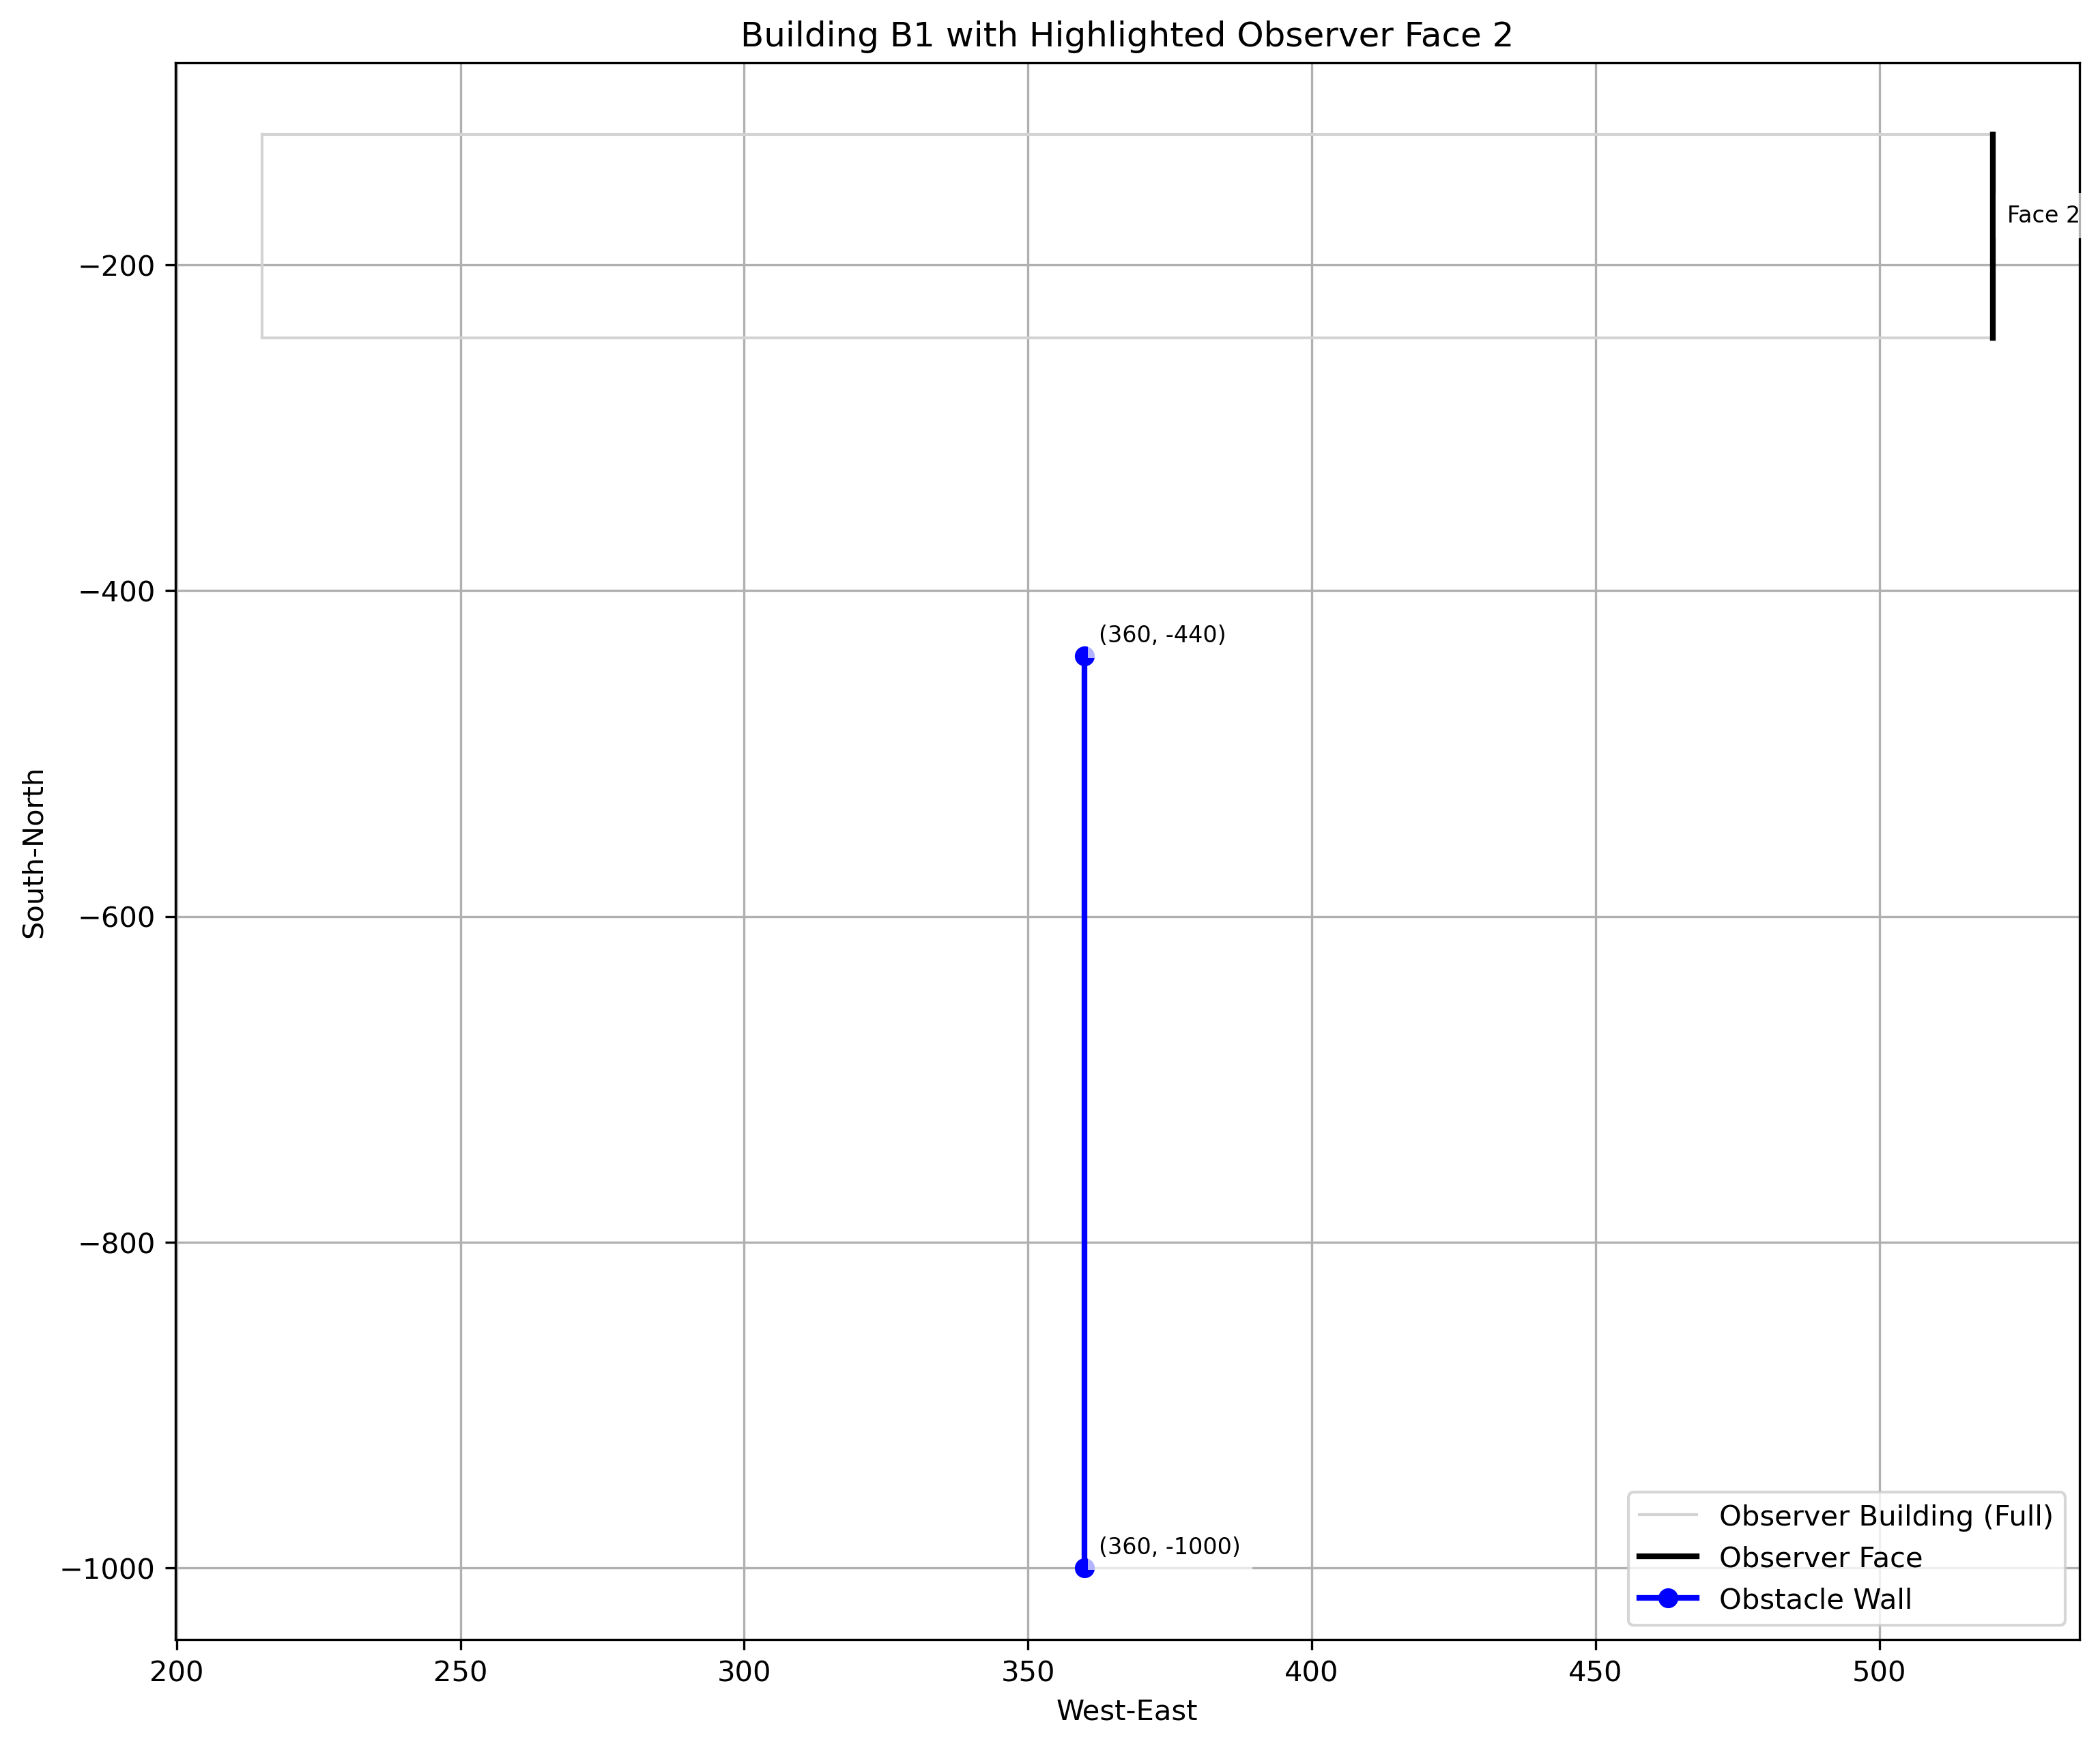 Building B1 with Highlighted Observer Face 2
Face 2
−200
−400
(360, -440)
South-North
−600
−800
(360, -1000)
−1000
Observer Building (Full)
Observer Face
Obstacle Wall
200 250 300 350 400 450 500
West-East